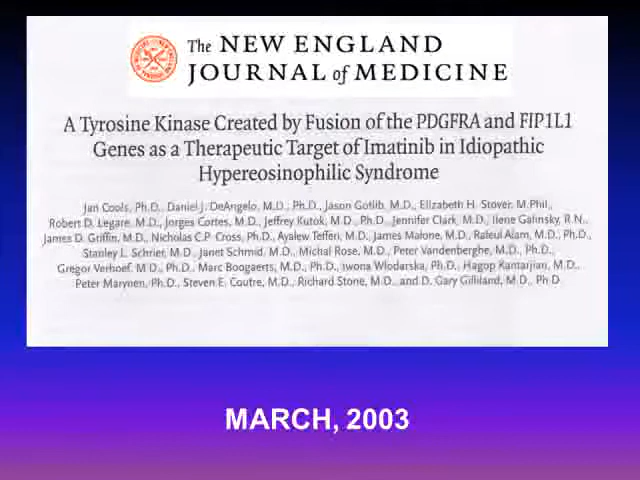 The NEW ENGLAND
JOURNAL of MEDICINE
A Tyrosine Kinase Created by Fusion of the PDGFRA and FIP1L1
Genes as a Therapeutic Target of Imatinib in Idiopathic
Hypereosinophilic Syndrome
Jan Cools, Ph.D., Daniel J. DeAngelo, M.D., Ph.D., Jason Gotlib, M.D., Elizabeth H. Stover, M.Phil.,
Robert D. Legare, M.D., Jorges Cortes, M.D., Jeffrey Kutok, M.D., Ph.D., Jennifer Clark, M.D., Ilene Galinsky, R.N.,
James D. Griffin, M.D., Nicholas C.P. Cross, Ph.D., Ayalew Tefferi, M.D., James Malone, M.D., Rafeul Alam, M.D., Ph.D.,
Stanley L. Schrier, M.D., Janet Schmid, M.D., Michal Rose, M.D., Peter Vandenberghe, M.D., Ph.D.,
Gregor Verhoef, M.D., Ph.D., Marc Boogaerts, M.D., Ph.D., Iwona Wlodarska, Ph.D., Hagop Kantarjian, M.D.,
Peter Marynen, Ph.D., Steven E. Coutre, M.D., Richard Stone, M.D., and D. Gary Gilliland, M.D., Ph.D.
MARCH, 2003